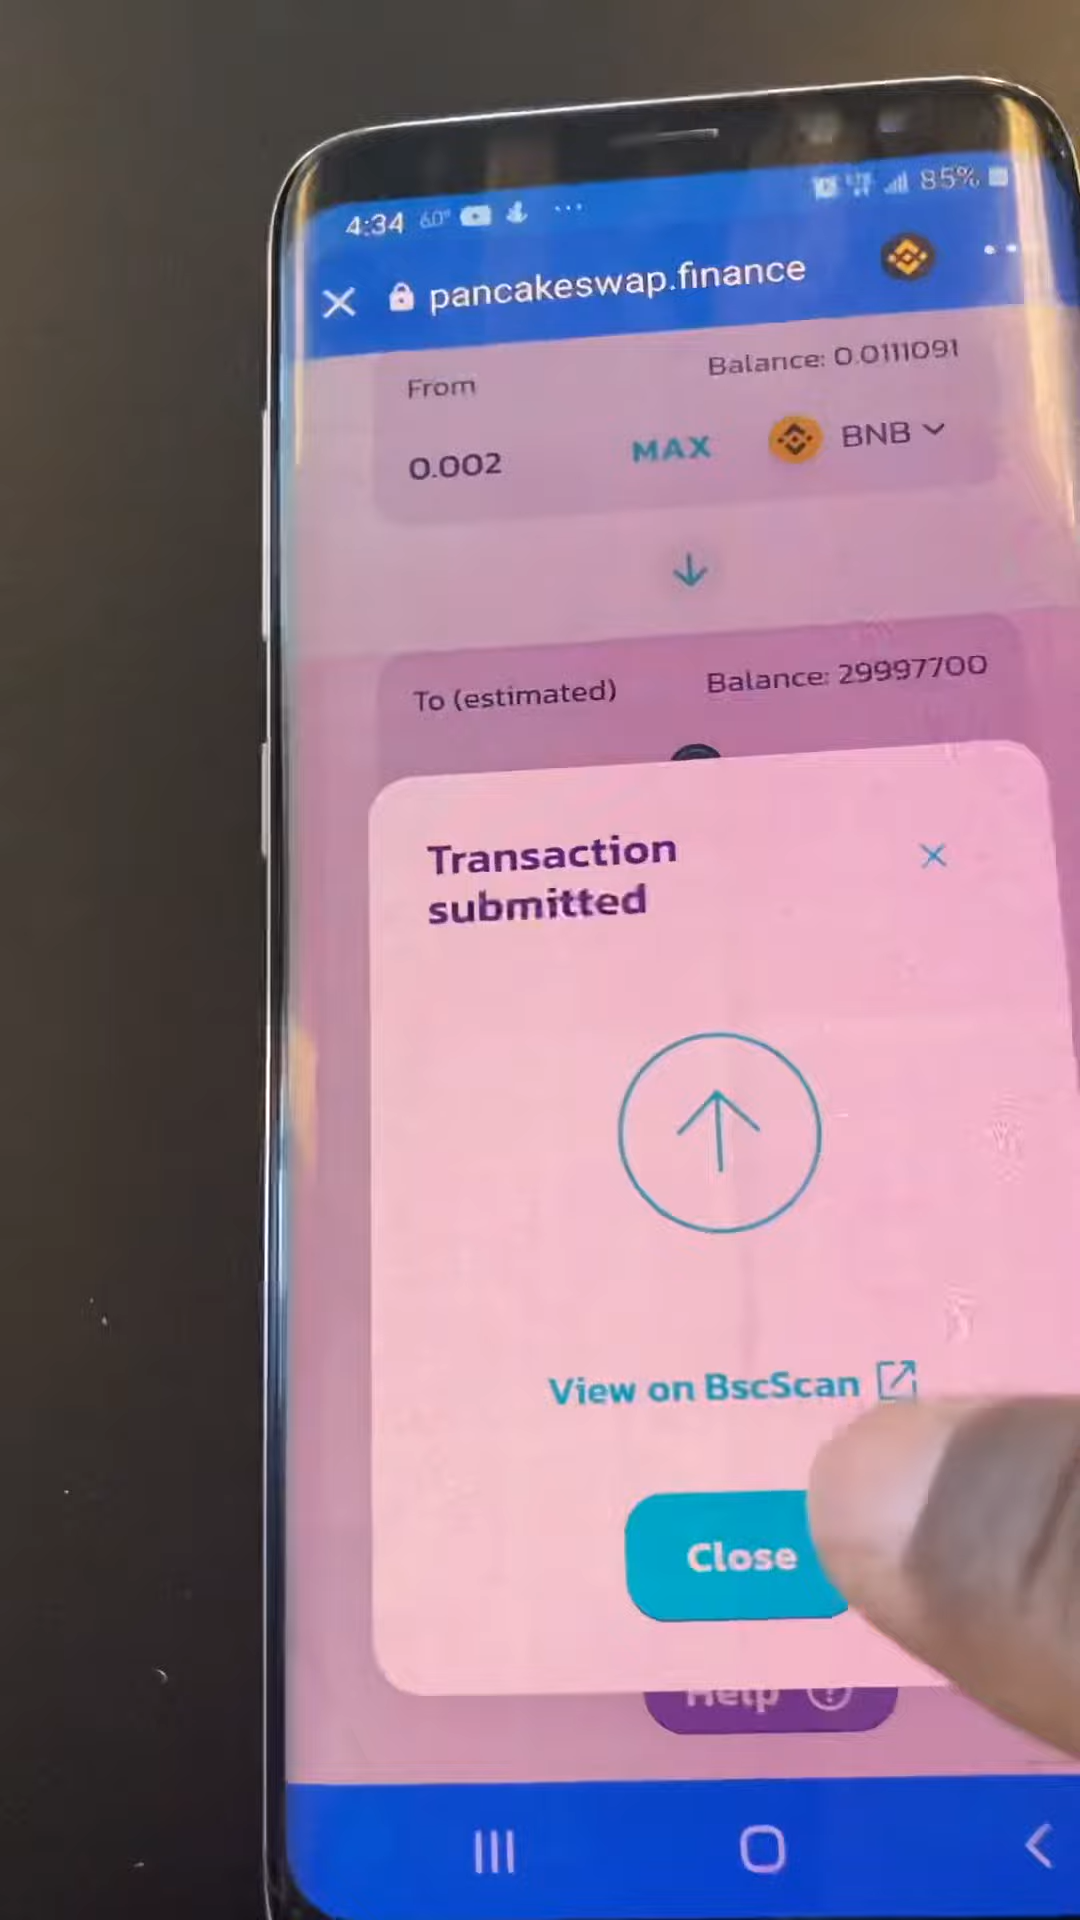 4:34 60° 85%
pancakeswap.finance
From Balance: 0.0111091
0.002 MAX BNB
To (estimated) Balance: 29997700
Transaction
submitted
View on BscScan
Close
Help